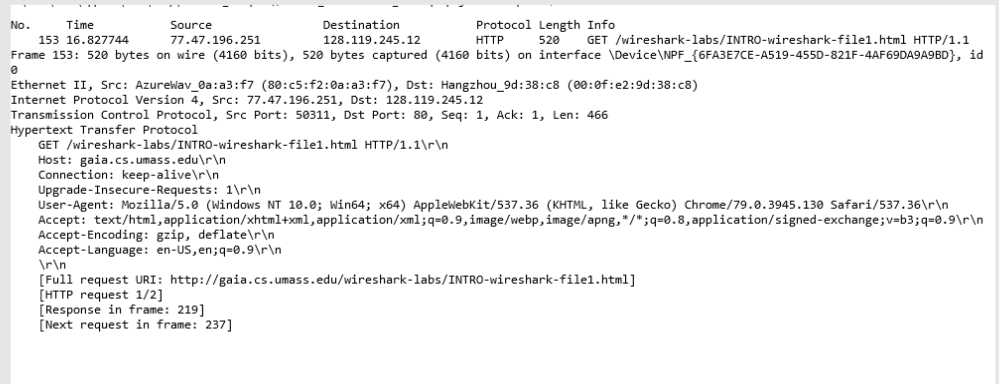 No. Time Source Destination Protocol Length Info
153 16.827744 77.47.196.251 128.119.245.12 HTTP 520 GET /wireshark-labs/INTRO-wireshark-file1.html HTTP/1.1
Frame 153: 520 bytes on wire (4160 bits), 520 bytes captured (4160 bits) on interface \Device\NPF_{6FA3E7CE-A519-455D-821F-4AF69DA9A9BD}, id
0
Ethernet II, Src: AzureWav_0a:a3:f7 (80:c5:f2:0a:a3:f7), Dst: Hangzhou_9d:38:c8 (00:0f:e2:9d:38:c8)
Internet Protocol Version 4, Src: 77.47.196.251, Dst: 128.119.245.12
Transmission Control Protocol, Src Port: 50311, Dst Port: 80, Seq: 1, Ack: 1, Len: 466
Hypertext Transfer Protocol
GET /wireshark-labs/INTRO-wireshark-file1.html HTTP/1.1\r\n
Host: gaia.cs.umass.edu\r\n
Connection: keep-alive\r\n
Upgrade-Insecure-Requests: 1\r\n
User-Agent: Mozilla/5.0 (Windows NT 10.0; Win64; x64) AppleWebKit/537.36 (KHTML, like Gecko) Chrome/79.0.3945.130 Safari/537.36\r\n
Accept: text/html,application/xhtml+xml,application/xml;q=0.9,image/webp,image/apng,*/*;q=0.8,application/signed-exchange;v=b3;q=0.9\r\n
Accept-Encoding: gzip, deflate\r\n
Accept-Language: en-US,en;q=0.9\r\n
\r\n
[Full request URI: http://gaia.cs.umass.edu/wireshark-labs/INTRO-wireshark-file1.html]
[HTTP request 1/2]
[Response in frame: 219]
[Next request in frame: 237]